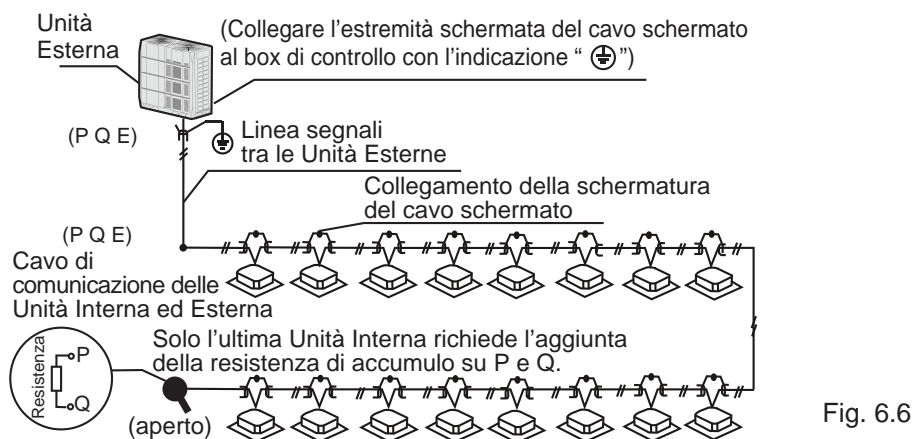 Unità
Esterna
(Collegare l'estremità schermata del cavo schermato
al box di controllo con l'indicazione “ ⏚ ”)
(P Q E)
Linea segnali
tra le Unità Esterne
Collegamento della schermatura
del cavo schermato
(P Q E)
Cavo di
comunicazione delle
Unità Interna ed Esterna
Solo l'ultima Unità Interna richiede l'aggiunta
della resistenza di accumulo su P e Q.
Resistenza
P
Q
(aperto)
Fig. 6.6